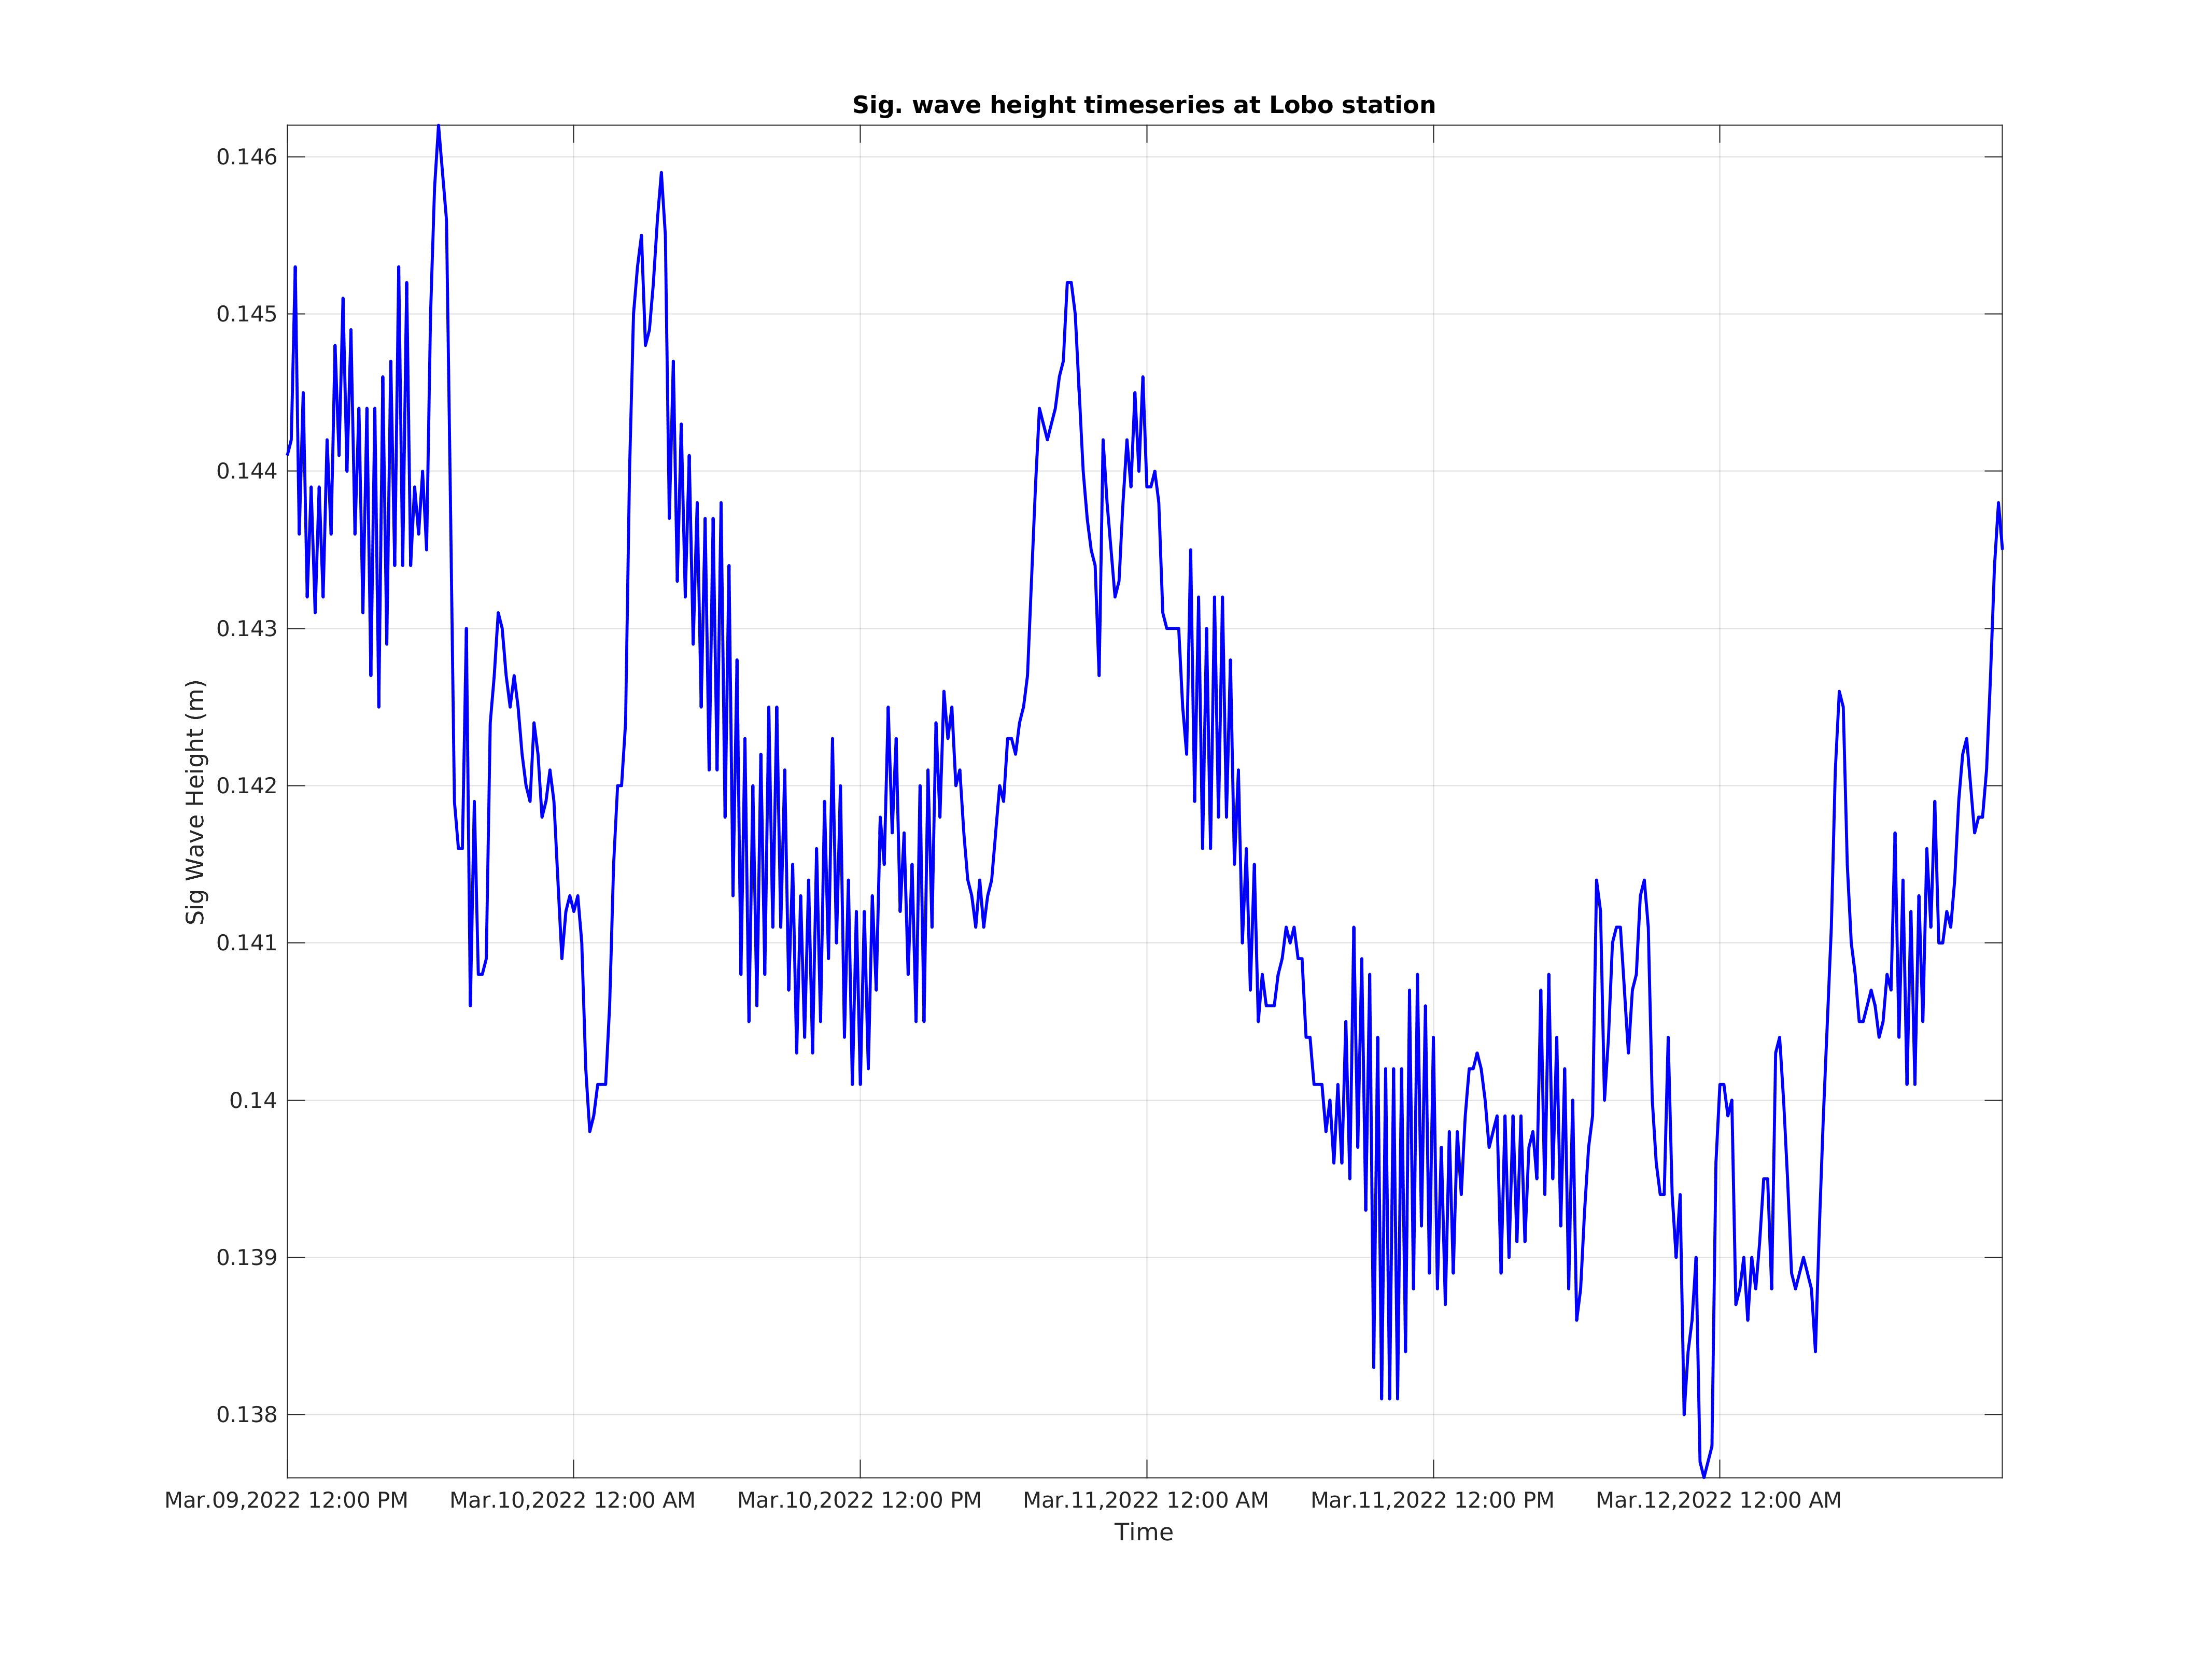 Sig. wave height timeseries at Lobo station
0.146
0.145
0.144
0.143
0.142
0.141
0.14
0.139
0.138
Sig Wave Height (m)
Mar.09,2022 12:00 PM Mar.10,2022 12:00 AM Mar.10,2022 12:00 PM Mar.11,2022 12:00 AM Mar.11,2022 12:00 PM Mar.12,2022 12:00 AM
Time